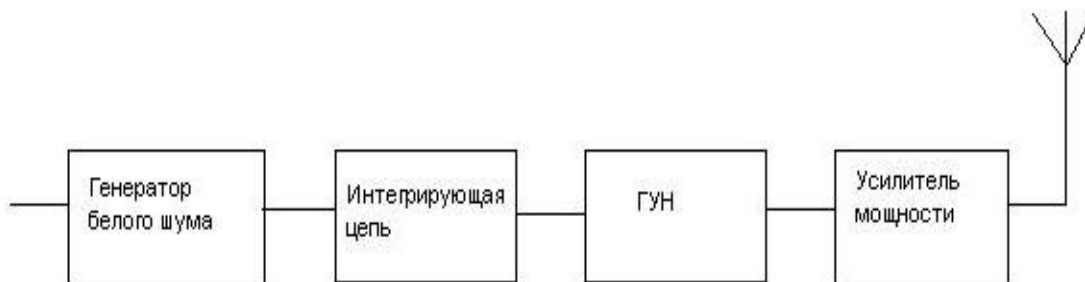 Генератор
белого шума
Интегрирующая
цепь
ГУН
Усилитель
мощности